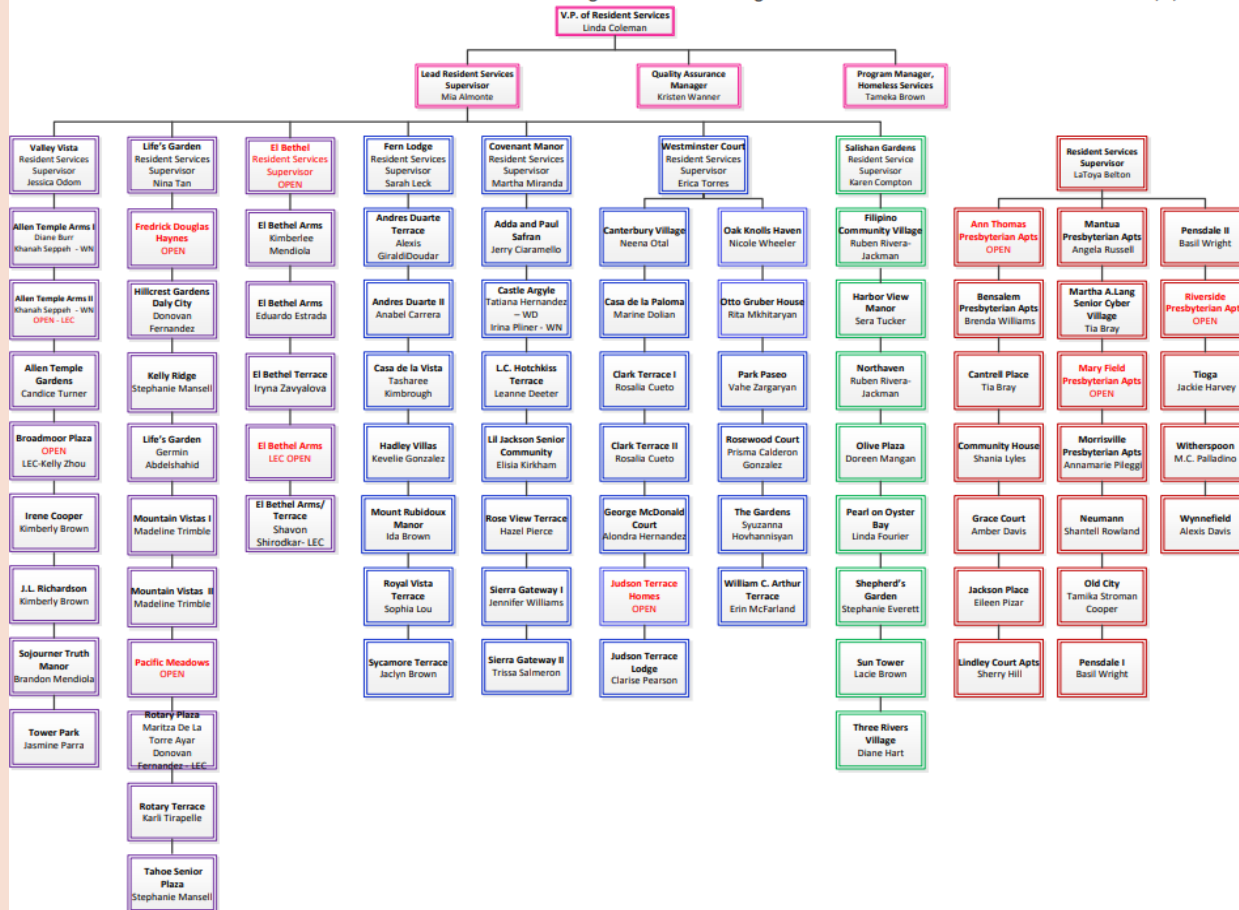 V.P. of Resident Services
Linda Coleman
Lead Resident Services
Supervisor
Mia Almonte
Quality Assurance
Manager
Kristen Wanner
Program Manager,
Homeless Services
Tameka Brown
Valley Vista
Resident Services
Supervisor
Jessica Odom
Allen Temple Arms I
Diane Burr
Khanah Seppeh - WN
Allen Temple Arms II
Khanah Seppeh - WN
OPEN - LEC
Allen Temple
Gardens
Candice Turner
Broadmoor Plaza
OPEN
LEC-Kelly Zhou
Irene Cooper
Kimberly Brown
J.L. Richardson
Kimberly Brown
Sojourner Truth
Manor
Brandon Mendiola
Tower Park
Jasmine Parra
Life's Garden
Resident Services
Supervisor
Nina Tan
Fredrick Douglas
Haynes
OPEN
Hillcrest Gardens
Daly City
Donovan
Fernandez
Kelly Ridge
Stephanie Mansell
Life's Garden
Germin
Abdelshahid
Mountain Vistas I
Madeline Trimble
Mountain Vistas II
Madeline Trimble
Pacific Meadows
OPEN
Rotary Plaza
Maritza De La
Torre Ayar
Donovan
Fernandez - LEC
Rotary Terrace
Karli Tirapelle
Tahoe Senior
Plaza
Stephanie Mansell
El Bethel
Resident Services
Supervisor
OPEN
El Bethel Arms
Kimberlee
Mendiola
El Bethel Arms
Eduardo Estrada
El Bethel Terrace
Iryna Zavyalova
El Bethel Arms
LEC OPEN
El Bethel Arms/
Terrace
Shavon
Shirodkar- LEC
Fern Lodge
Resident Services
Supervisor
Sarah Leck
Andres Duarte
Terrace
Alexis
GiraldiDoudar
Andres Duarte II
Anabel Carrera
Casa de la Vista
Tasharee
Kimbrough
Hadley Villas
Kevelie Gonzalez
Mount Rubidoux
Manor
Ida Brown
Royal Vista
Terrace
Sophia Lou
Sycamore Terrace
Jaclyn Brown
Covenant Manor
Resident Services
Supervisor
Martha Miranda
Adda and Paul
Safran
Jerry Ciaramello
Castle Argyle
Tatiana Hernandez
– WD
Irina Pliner - WN
L.C. Hotchkiss
Terrace
Leanne Deeter
Lil Jackson Senior
Community
Elisia Kirkham
Rose View Terrace
Hazel Pierce
Sierra Gateway I
Jennifer Williams
Sierra Gateway II
Trissa Salmeron
Westminster Court
Resident Services
Supervisor
Erica Torres
Canterbury Village
Neena Otal
Casa de la Paloma
Marine Dolian
Clark Terrace I
Rosalia Cueto
Clark Terrace II
Rosalia Cueto
George McDonald
Court
Alondra Hernandez
Judson Terrace
Homes
OPEN
Judson Terrace
Lodge
Clarise Pearson
Oak Knolls Haven
Nicole Wheeler
Otto Gruber House
Rita Mkhitaryan
Park Paseo
Vahe Zargaryan
Rosewood Court
Prisma Calderon
Gonzalez
The Gardens
Syuzanna
Hovhannisyan
William C. Arthur
Terrace
Erin McFarland
Salishan Gardens
Resident Service
Supervisor
Karen Compton
Filipino
Community Village
Ruben Rivera-
Jackman
Harbor View
Manor
Sera Tucker
Northaven
Ruben Rivera-
Jackman
Olive Plaza
Doreen Mangan
Pearl on Oyster
Bay
Linda Fourier
Shepherd's
Garden
Stephanie Everett
Sun Tower
Lacie Brown
Three Rivers
Village
Diane Hart
Resident Services
Supervisor
LaToya Belton
Ann Thomas
Presbyterian Apts
OPEN
Bensalem
Presbyterian Apts
Brenda Williams
Cantrell Place
Tia Bray
Community House
Shania Lyles
Grace Court
Amber Davis
Jackson Place
Eileen Pizar
Lindley Court Apts
Sherry Hill
Mantua
Presbyterian Apts
Angela Russell
Martha A.Lang
Senior Cyber
Village
Tia Bray
Mary Field
Presbyterian Apts
OPEN
Morrisville
Presbyterian Apts
Annamarie Pileggi
Neumann
Shantell Rowland
Old City
Tamika Stroman
Cooper
Pensdale I
Basil Wright
Pensdale II
Basil Wright
Riverside
Presbyterian Apt
OPEN
Tioga
Jackie Harvey
Witherspoon
M.C. Palladino
Wynnefield
Alexis Davis